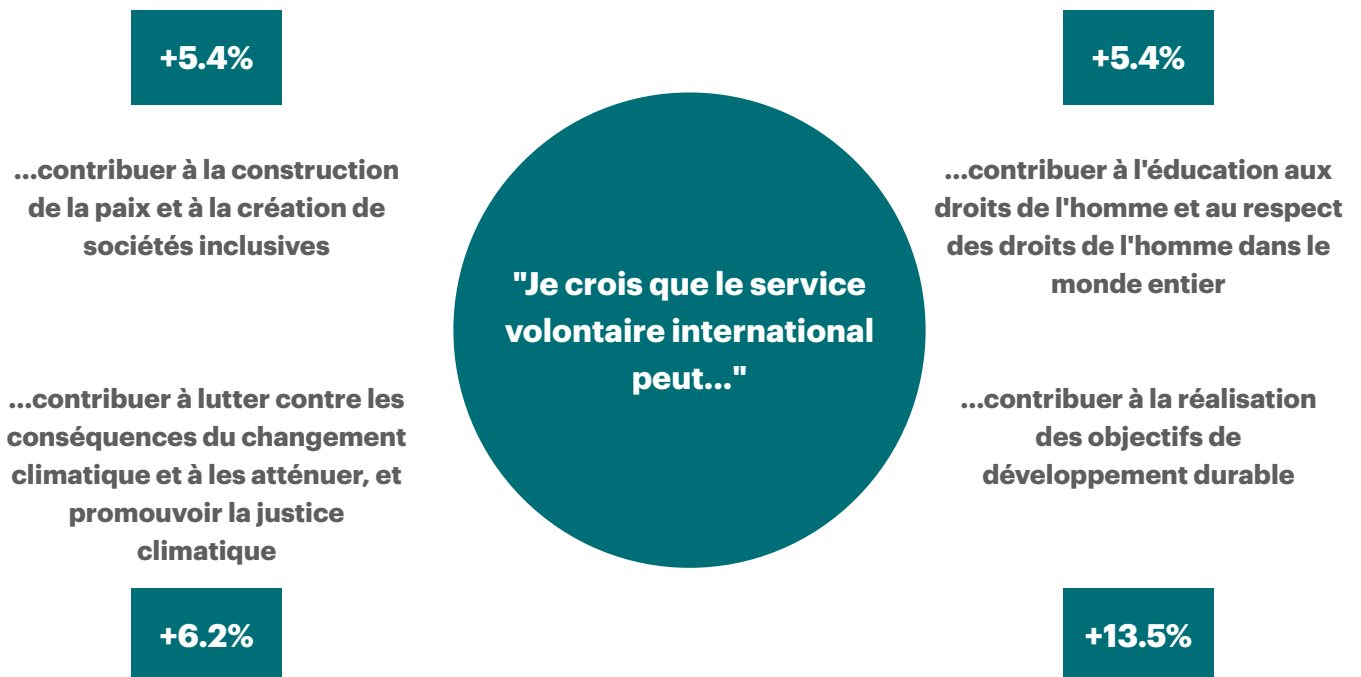 +5.4%
...contribuer à la construction
de la paix et à la création de
sociétés inclusives
+5.4%
...contribuer à l'éducation aux
droits de l'homme et au respect
des droits de l'homme dans le
monde entier
"Je crois que le service
volontaire international
peut..."
...contribuer à lutter contre les
conséquences du changement
climatique et à les atténuer, et
promouvoir la justice
climatique
+6.2%
...contribuer à la réalisation
des objectifs de
développement durable
+13.5%